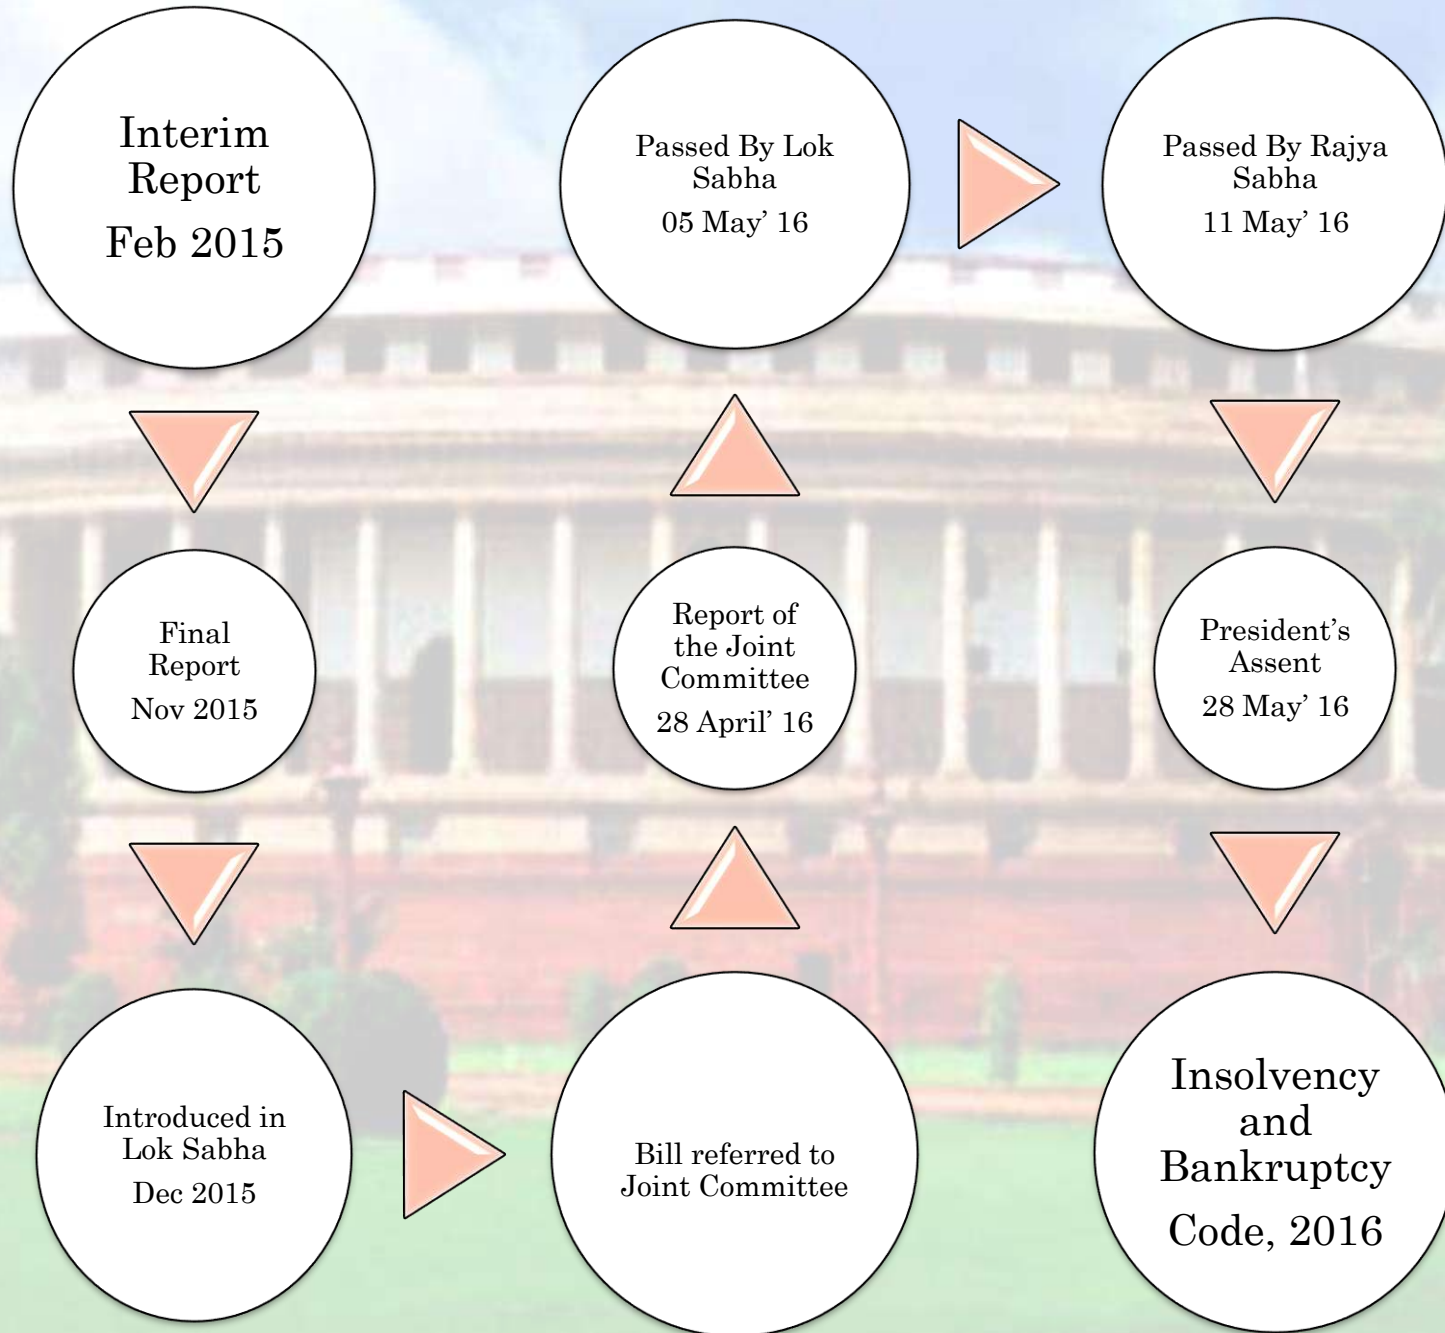 Interim
Report
Feb 2015
Final
Report
Nov 2015
Introduced in
Lok Sabha
Dec 2015
Bill referred to
Joint Committee
Report of
the Joint
Committee
28 April’ 16
Passed By Lok
Sabha
05 May’ 16
Passed By Rajya
Sabha
11 May’ 16
President’s
Assent
28 May’ 16
Insolvency
and
Bankruptcy
Code, 2016